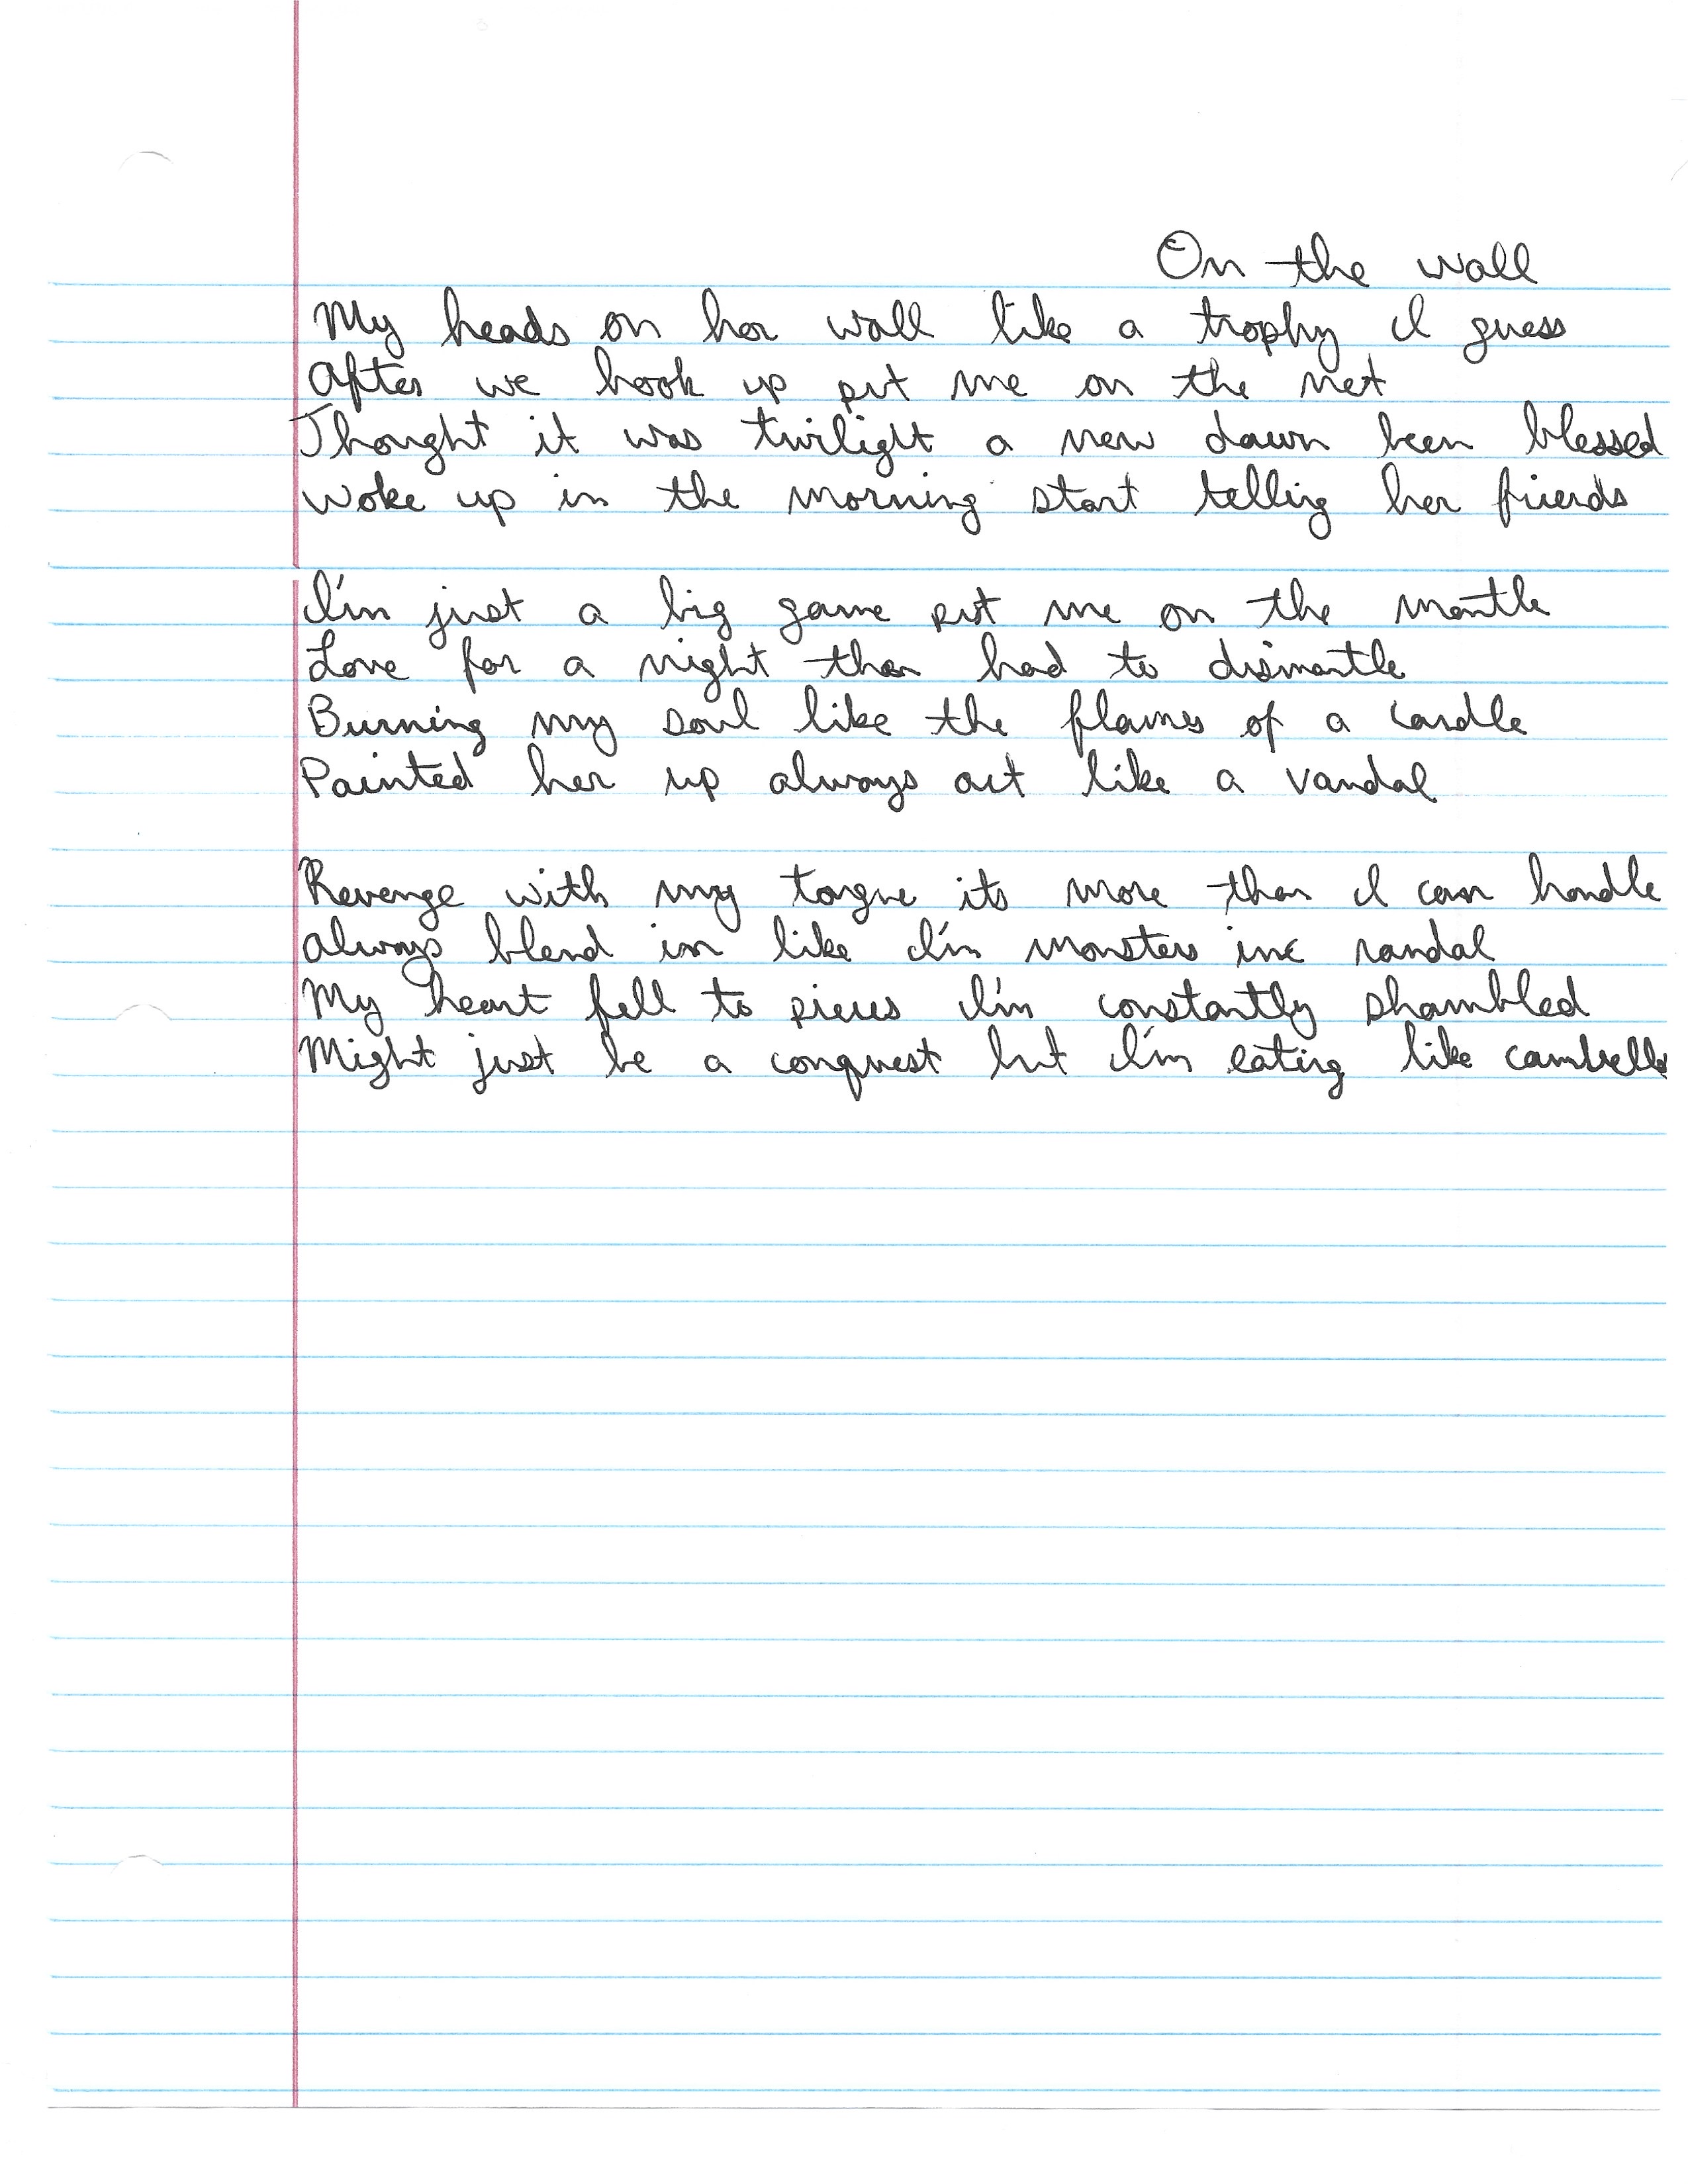 On the wall
My heads on her wall like a trophy I guess
After we hook up put me on the net
Thought it was twilight a new dawn been blessed
Woke up in the morning start telling her friends
I'm just a big game put me on the mantle
Love for a night then had to dismantle
Burning my soul like the flames of a candle
Painted her up always act like a vandal
Revenge with my tongue its more than I can handle
always blend in like I'm monsters inc randal
My heart fell to pieces I'm constantly shambled
Might just be a conquest but I'm eating like cambells